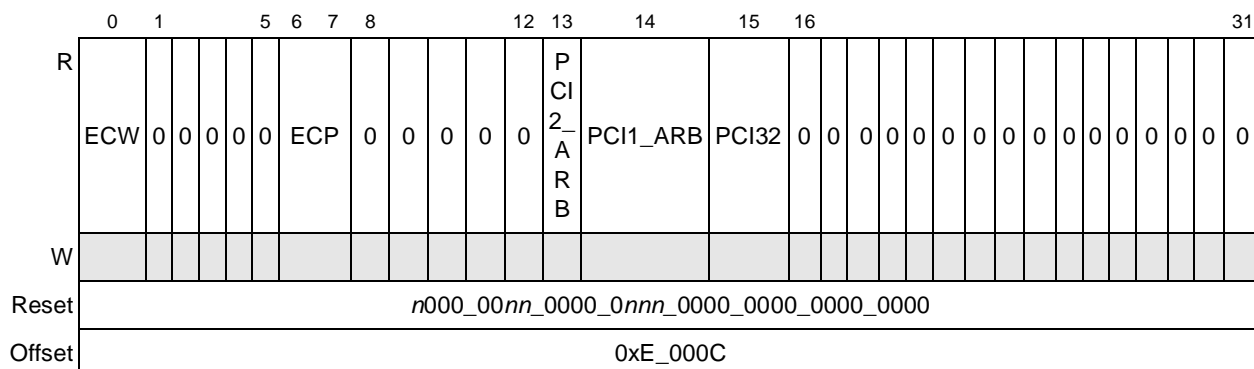 0 1 5 6 7 8 12 13 14 15 16 31
R ECW 0 0 0 0 0 ECP 0 0 0 0 0 PCI2_ARB PCI1_ARB PCI32 0 0 0 0 0 0 0 0 0 0 0 0 0 0 0 0
W
Reset n000_00nn_0000_0nnn_0000_0000_0000_0000
Offset 0xE_000C